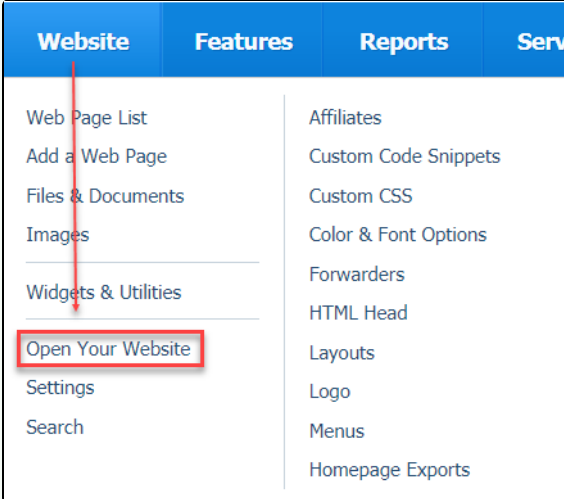 Website Features Reports
Web Page List
Add a Web Page
Files & Documents
Images
Widgets & Utilities
Open Your Website
Settings
Search
Affiliates
Custom Code Snippets
Custom CSS
Color & Font Options
Forwarders
HTML Head
Layouts
Logo
Menus
Homepage Exports